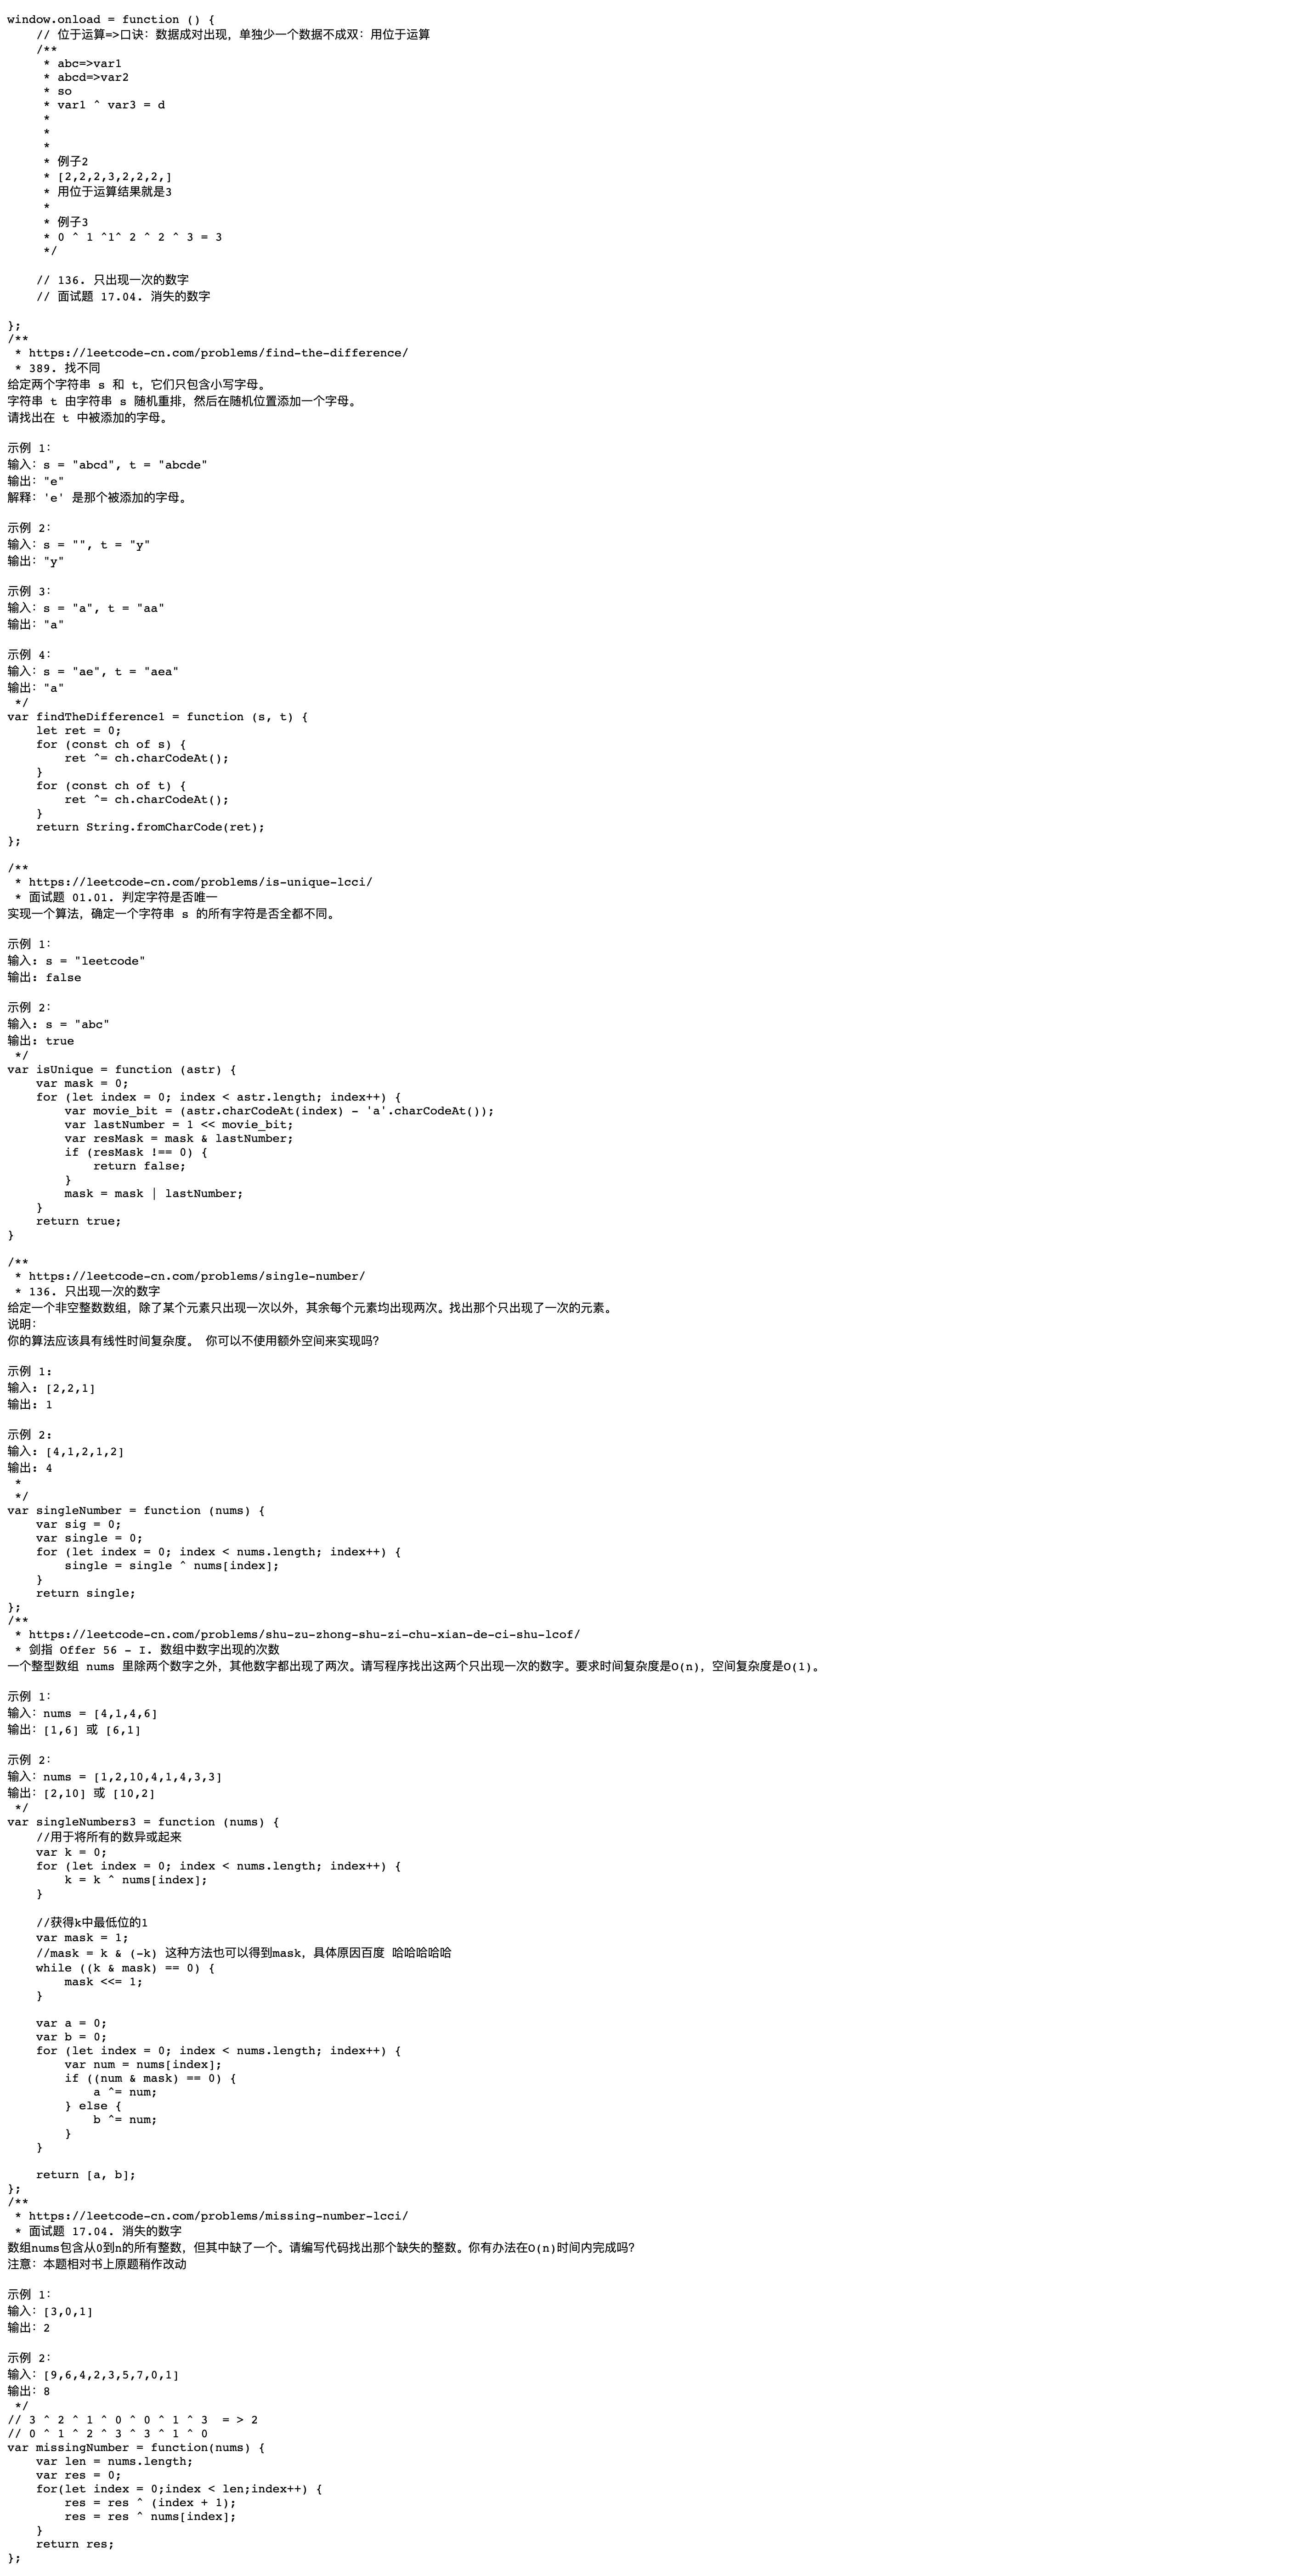 window.onload = function () {
    // 位于运算=>口诀：数据成对出现，单独少一个数据不成双：用位于运算
    /**
     * abc=>var1
     * abcd=>var2
     * so
     * var1 ^ var3 = d
     *
     *
     *
     * 例子2
     * [2,2,2,3,2,2,2,]
     * 用位于运算结果就是3
     *
     * 例子3
     * 0 ^ 1 ^1^ 2 ^ 2 ^ 3 = 3
     */

    // 136. 只出现一次的数字
    // 面试题 17.04. 消失的数字

};
/**
 * https://leetcode-cn.com/problems/find-the-difference/
 * 389. 找不同
给定两个字符串 s 和 t，它们只包含小写字母。
字符串 t 由字符串 s 随机重排，然后在随机位置添加一个字母。
请找出在 t 中被添加的字母。

示例 1：
输入：s = "abcd", t = "abcde"
输出："e"
解释：'e' 是那个被添加的字母。

示例 2：
输入：s = "", t = "y"
输出："y"

示例 3：
输入：s = "a", t = "aa"
输出："a"

示例 4：
输入：s = "ae", t = "aea"
输出："a"
 */
var findTheDifference1 = function (s, t) {
    let ret = 0;
    for (const ch of s) {
        ret ^= ch.charCodeAt();
    }
    for (const ch of t) {
        ret ^= ch.charCodeAt();
    }
    return String.fromCharCode(ret);
};

/**
 * https://leetcode-cn.com/problems/is-unique-lcci/
 * 面试题 01.01. 判定字符是否唯一
实现一个算法，确定一个字符串 s 的所有字符是否全都不同。

示例 1：
输入: s = "leetcode"
输出: false

示例 2：
输入: s = "abc"
输出: true
 */
var isUnique = function (astr) {
    var mask = 0;
    for (let index = 0; index < astr.length; index++) {
        var movie_bit = (astr.charCodeAt(index) - 'a'.charCodeAt());
        var lastNumber = 1 << movie_bit;
        var resMask = mask & lastNumber;
        if (resMask !== 0) {
            return false;
        }
        mask = mask | lastNumber;
    }
    return true;
}

/**
 * https://leetcode-cn.com/problems/single-number/
 * 136. 只出现一次的数字
给定一个非空整数数组，除了某个元素只出现一次以外，其余每个元素均出现两次。找出那个只出现了一次的元素。
说明：
你的算法应该具有线性时间复杂度。 你可以不使用额外空间来实现吗？

示例 1:
输入: [2,2,1]
输出: 1

示例 2:
输入: [4,1,2,1,2]
输出: 4
 *
 */
var singleNumber = function (nums) {
    var sig = 0;
    var single = 0;
    for (let index = 0; index < nums.length; index++) {
        single = single ^ nums[index];
    }
    return single;
};
/**
 * https://leetcode-cn.com/problems/shu-zu-zhong-shu-zi-chu-xian-de-ci-shu-lcof/
 * 剑指 Offer 56 - I. 数组中数字出现的次数
一个整型数组 nums 里除两个数字之外，其他数字都出现了两次。请写程序找出这两个只出现一次的数字。要求时间复杂度是O(n)，空间复杂度是O(1)。

示例 1：
输入：nums = [4,1,4,6]
输出：[1,6] 或 [6,1]

示例 2：
输入：nums = [1,2,10,4,1,4,3,3]
输出：[2,10] 或 [10,2]
 */
var singleNumbers3 = function (nums) {
    //用于将所有的数异或起来
    var k = 0;
    for (let index = 0; index < nums.length; index++) {
        k = k ^ nums[index];
    }

    //获得k中最低位的1
    var mask = 1;
    //mask = k & (-k) 这种方法也可以得到mask，具体原因百度 哈哈哈哈哈
    while ((k & mask) == 0) {
        mask <<= 1;
    }

    var a = 0;
    var b = 0;
    for (let index = 0; index < nums.length; index++) {
        var num = nums[index];
        if ((num & mask) == 0) {
            a ^= num;
        } else {
            b ^= num;
        }
    }

    return [a, b];
};
/**
 * https://leetcode-cn.com/problems/missing-number-lcci/
 * 面试题 17.04. 消失的数字
数组nums包含从0到n的所有整数，但其中缺了一个。请编写代码找出那个缺失的整数。你有办法在O(n)时间内完成吗？
注意：本题相对书上原题稍作改动

示例 1：
输入：[3,0,1]
输出：2

示例 2：
输入：[9,6,4,2,3,5,7,0,1]
输出：8
 */
// 3 ^ 2 ^ 1 ^ 0 ^ 0 ^ 1 ^ 3  = > 2
// 0 ^ 1 ^ 2 ^ 3 ^ 3 ^ 1 ^ 0
var missingNumber = function(nums) {
    var len = nums.length;
    var res = 0;
    for(let index = 0;index < len;index++) {
        res = res ^ (index + 1);
        res = res ^ nums[index];
    }
    return res;
};